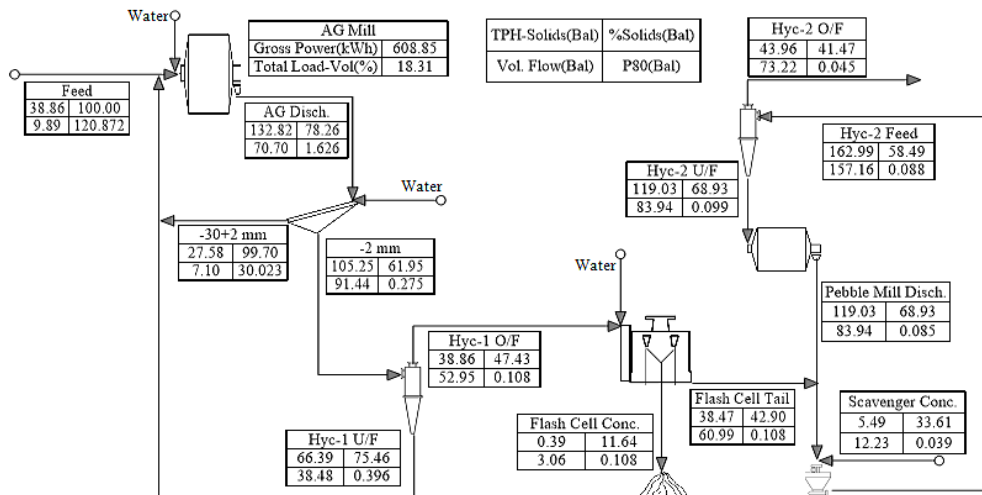 Water
AG Mill
Gross Power(kWh) 608.85
Total Load-Vol(%) 18.31
TPH-Solids(Bal) %Solids(Bal)
Vol. Flow(Bal) P80(Bal)
Hyc-2 O/F
43.96 41.47
73.22 0.045
Feed
38.86 100.00
9.89 120.872
AG Disch.
132.82 78.26
70.70 1.626
Hyc-2 Feed
162.99 58.49
157.16 0.088
Hyc-2 U/F
119.03 68.93
83.94 0.099
Water
-30+2 mm
27.58 99.70
7.10 30.023
-2 mm
105.25 61.95
91.44 0.275
Water
Pebble Mill Disch.
119.03 68.93
83.94 0.085
Hyc-1 O/F
38.86 47.43
52.95 0.108
Flash Cell Tail
38.47 42.90
60.99 0.108
Scavenger Conc.
5.49 33.61
12.23 0.039
Flash Cell Conc.
0.39 11.64
3.06 0.108
Hyc-1 U/F
66.39 75.46
38.48 0.396